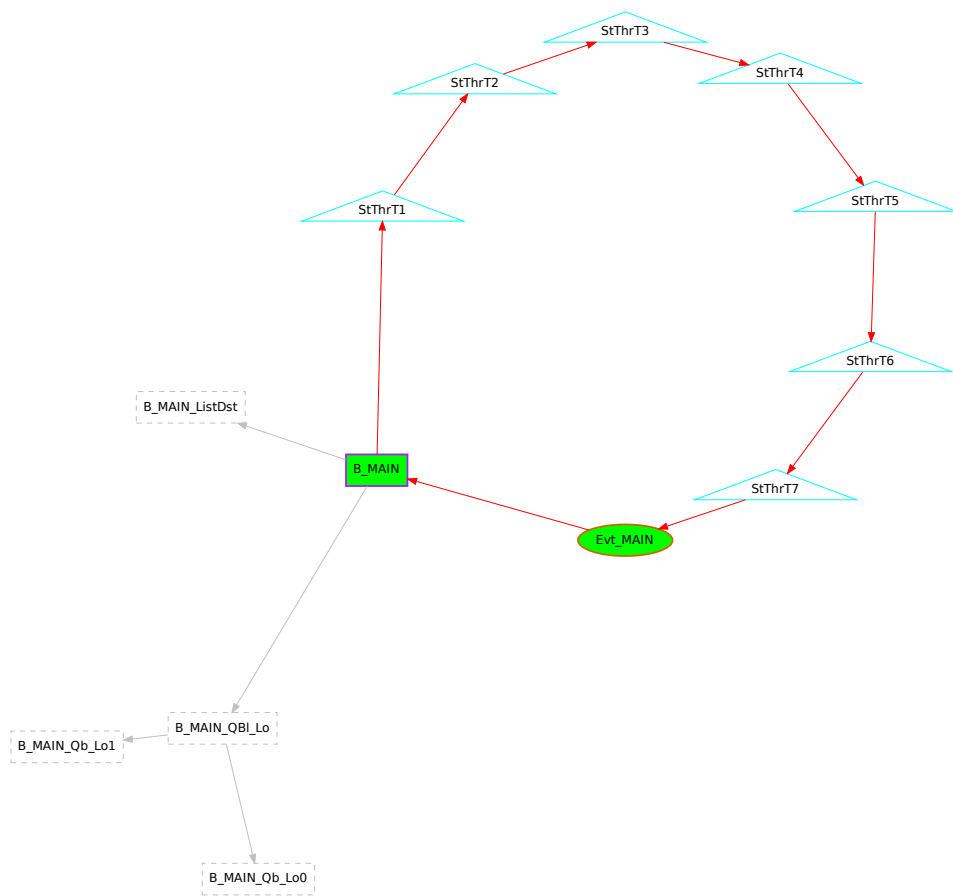 StThrT3
StThrT4
StThrT2
StThrT5
StThrT1
StThrT6
B_MAIN_ListDst
B_MAIN
StThrT7
Evt_MAIN
B_MAIN_QBl_Lo
B_MAIN_Qb_Lo1
B_MAIN_Qb_Lo0